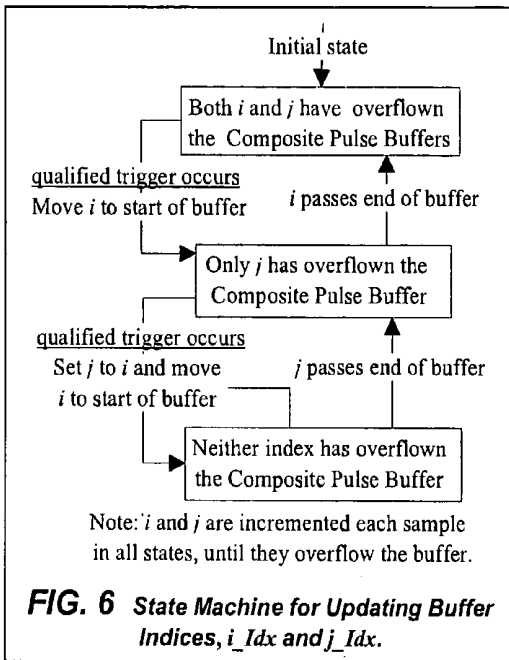 Initial state
Both i and j have overflown
the Composite Pulse Buffers
qualified trigger occurs
Move i to start of buffer
i passes end of buffer
Only j has overflown the
Composite Pulse Buffer
qualified trigger occurs
Set j to i and move
i to start of buffer
j passes end of buffer
Neither index has overflown
the Composite Pulse Buffer
Note: i and j are incremented each sample
in all states, until they overflow the buffer.
FIG. 6 State Machine for Updating Buffer
Indices, i_Idx and j_Idx.